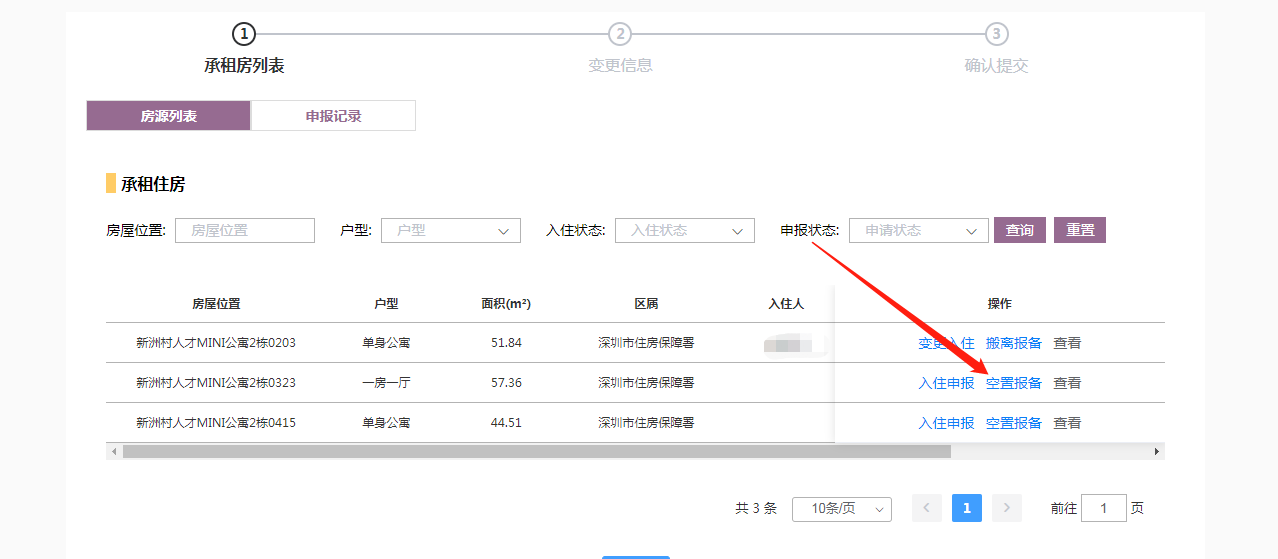 1 2 3
承租房列表 变更信息 确认提交
房源列表 申报记录
承租住房
房屋位置: 房屋位置 户型: 户型 入住状态: 入住状态 申报状态: 申请状态 查询 重置
房屋位置 户型 面积(m²) 区属 入住人 操作
新洲村人才MINI公寓2栋0203 单身公寓 51.84 深圳市住房保障署 变更入住 搬离报备 查看
新洲村人才MINI公寓2栋0323 一房一厅 57.36 深圳市住房保障署 入住申报 空置报备 查看
新洲村人才MINI公寓2栋0415 单身公寓 44.51 深圳市住房保障署 入住申报 空置报备 查看
共 3 条 10条/页 1 前往 1 页